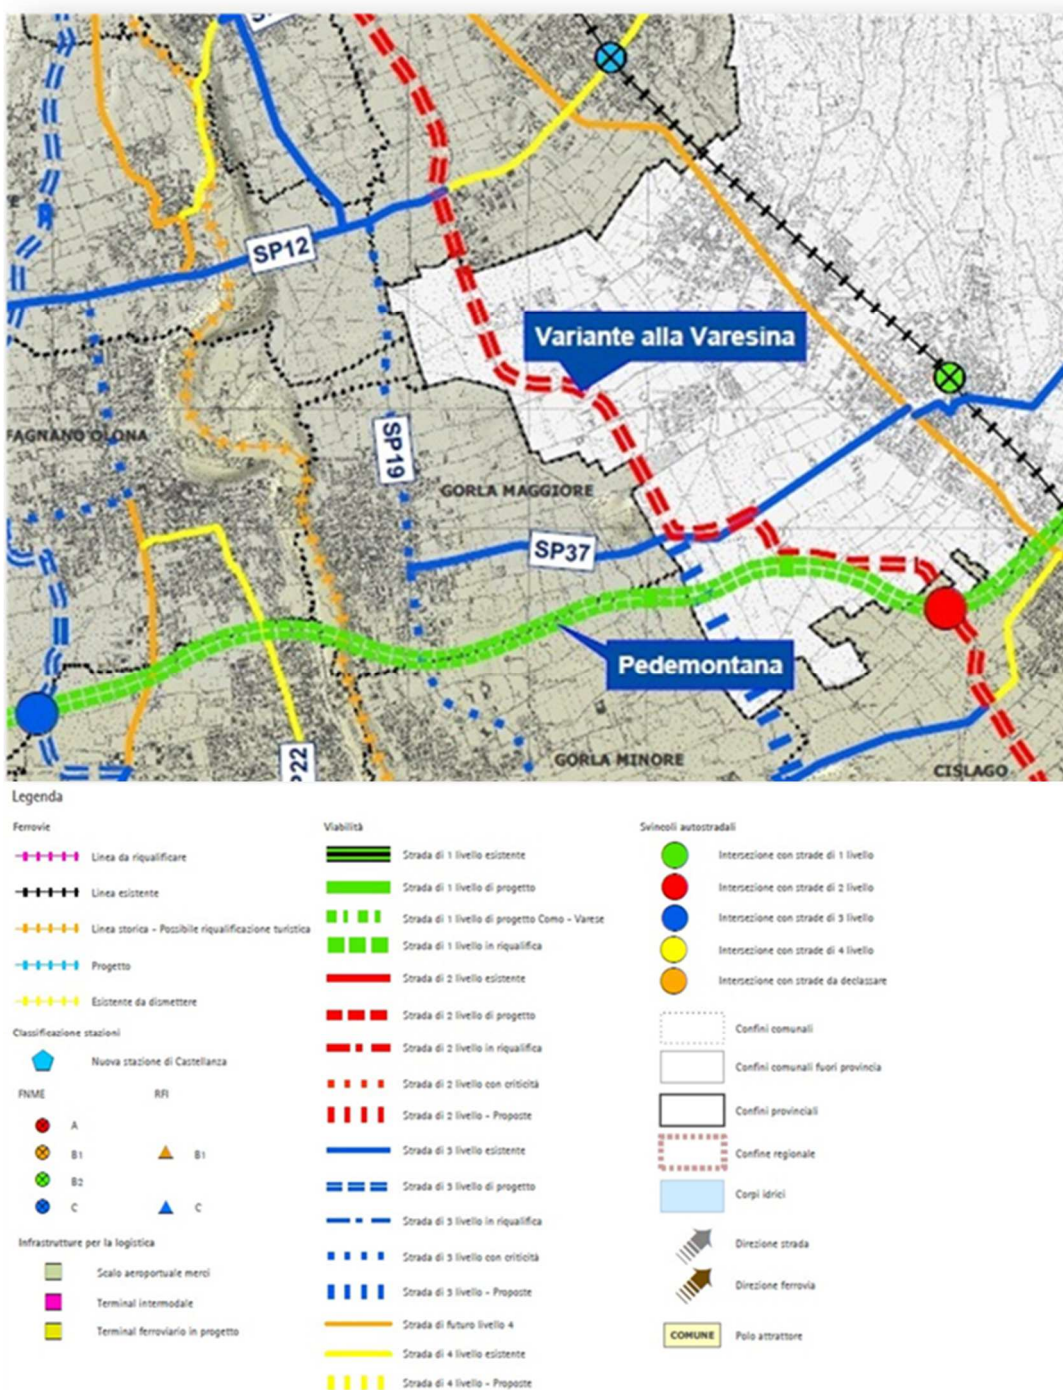 SP12
Variante alla Varesina
FAGNANO OLONA
SP19
GORLA MAGGIORE
SP37
Pedemontana
P22
GORLA MINORE
CISLAGO
Legenda
Ferrovie
Linea da riqualificare
Linea esistente
Linea storica - Possibile riqualificazione turistica
Progetto
Esistente da dismettere
Classificazione stazioni
Nuova stazione di Castellanza
FNME RFI
A
B1 B1
B2
C C
Infrastrutture per la logistica
Scalo aeroportuale merci
Terminal intermodale
Terminal ferroviario in progetto
Viabilità
Strada di 1 livello esistente
Strada di 1 livello di progetto
Strada di 1 livello di progetto Como - Varese
Strada di 1 livello in riqualifica
Strada di 2 livello esistente
Strada di 2 livello di progetto
Strada di 2 livello in riqualifica
Strada di 2 livello con criticità
Strada di 2 livello - Proposte
Strada di 3 livello esistente
Strada di 3 livello di progetto
Strada di 3 livello in riqualifica
Strada di 3 livello con criticità
Strada di 3 livello - Proposte
Strada di futuro livello 4
Strada di 4 livello esistente
Strada di 4 livello - Proposte
Svincoli autostradali
Intersezione con strade di 1 livello
Intersezione con strade di 2 livello
Intersezione con strade di 3 livello
Intersezione con strade di 4 livello
Intersezione con strade da declassare
Confini comunali
Confini comunali fuori provincia
Confini provinciali
Confine regionale
Corpi idrici
Direzione strada
Direzione ferrovia
COMUNE Polo attrattore